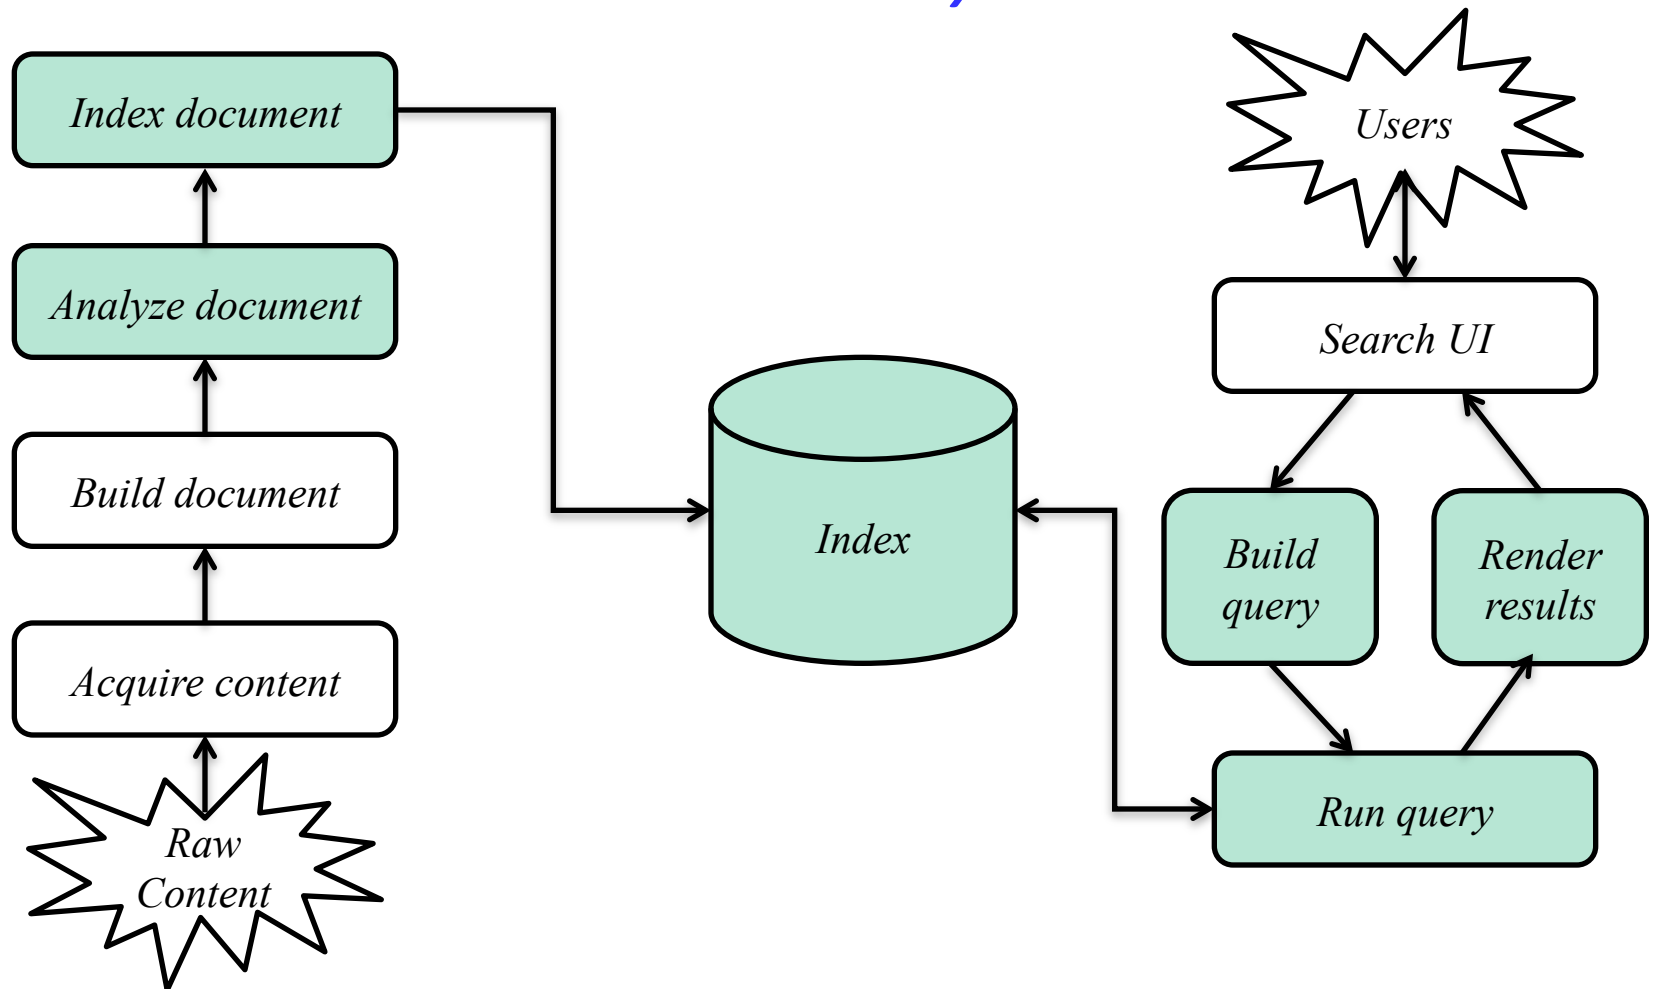 Index document
Analyze document
Build document
Acquire content
Raw
Content
Index
Users
Search UI
Build
query
Render
results
Run query